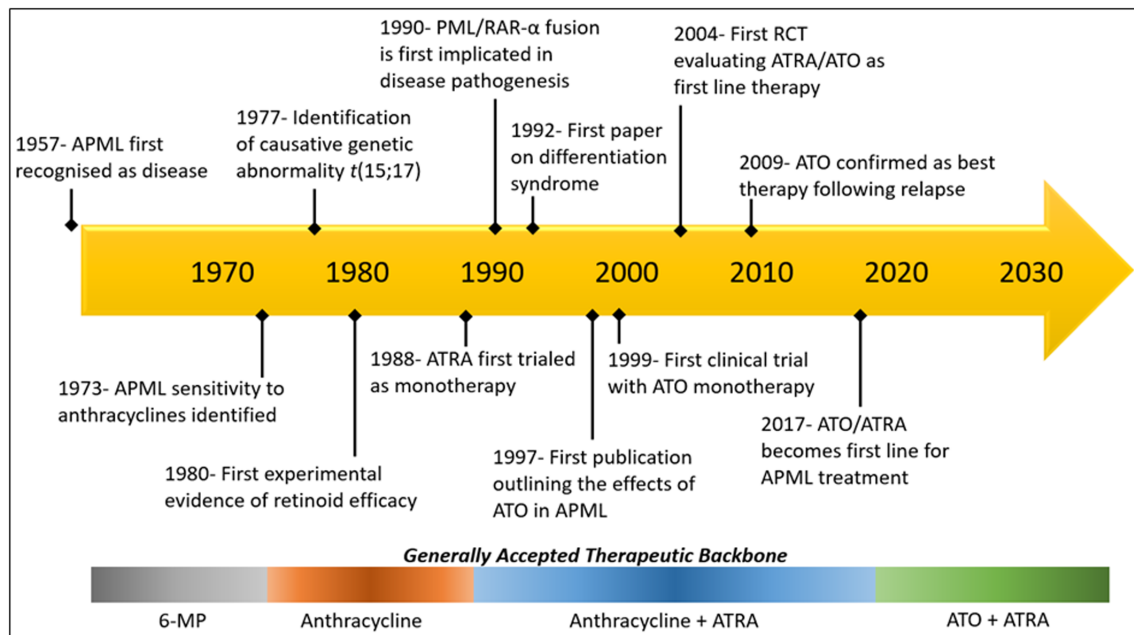 1957- APML first
recognised as disease
1977- Identification
of causative genetic
abnormality t(15;17)
1990- PML/RAR-α fusion
is first implicated in
disease pathogenesis
1992- First paper
on differentiation
syndrome
2004- First RCT
evaluating ATRA/ATO as
first line therapy
2009- ATO confirmed as best
therapy following relapse
1970 1980 1990 2000 2010 2020 2030
1973- APML sensitivity to
anthracyclines identified
1980- First experimental
evidence of retinoid efficacy
1988- ATRA first trialed
as monotherapy
1997- First publication
outlining the effects of
ATO in APML
1999- First clinical trial
with ATO monotherapy
2017- ATO/ATRA
becomes first line for
APML treatment
Generally Accepted Therapeutic Backbone
6-MP Anthracycline Anthracycline + ATRA ATO + ATRA